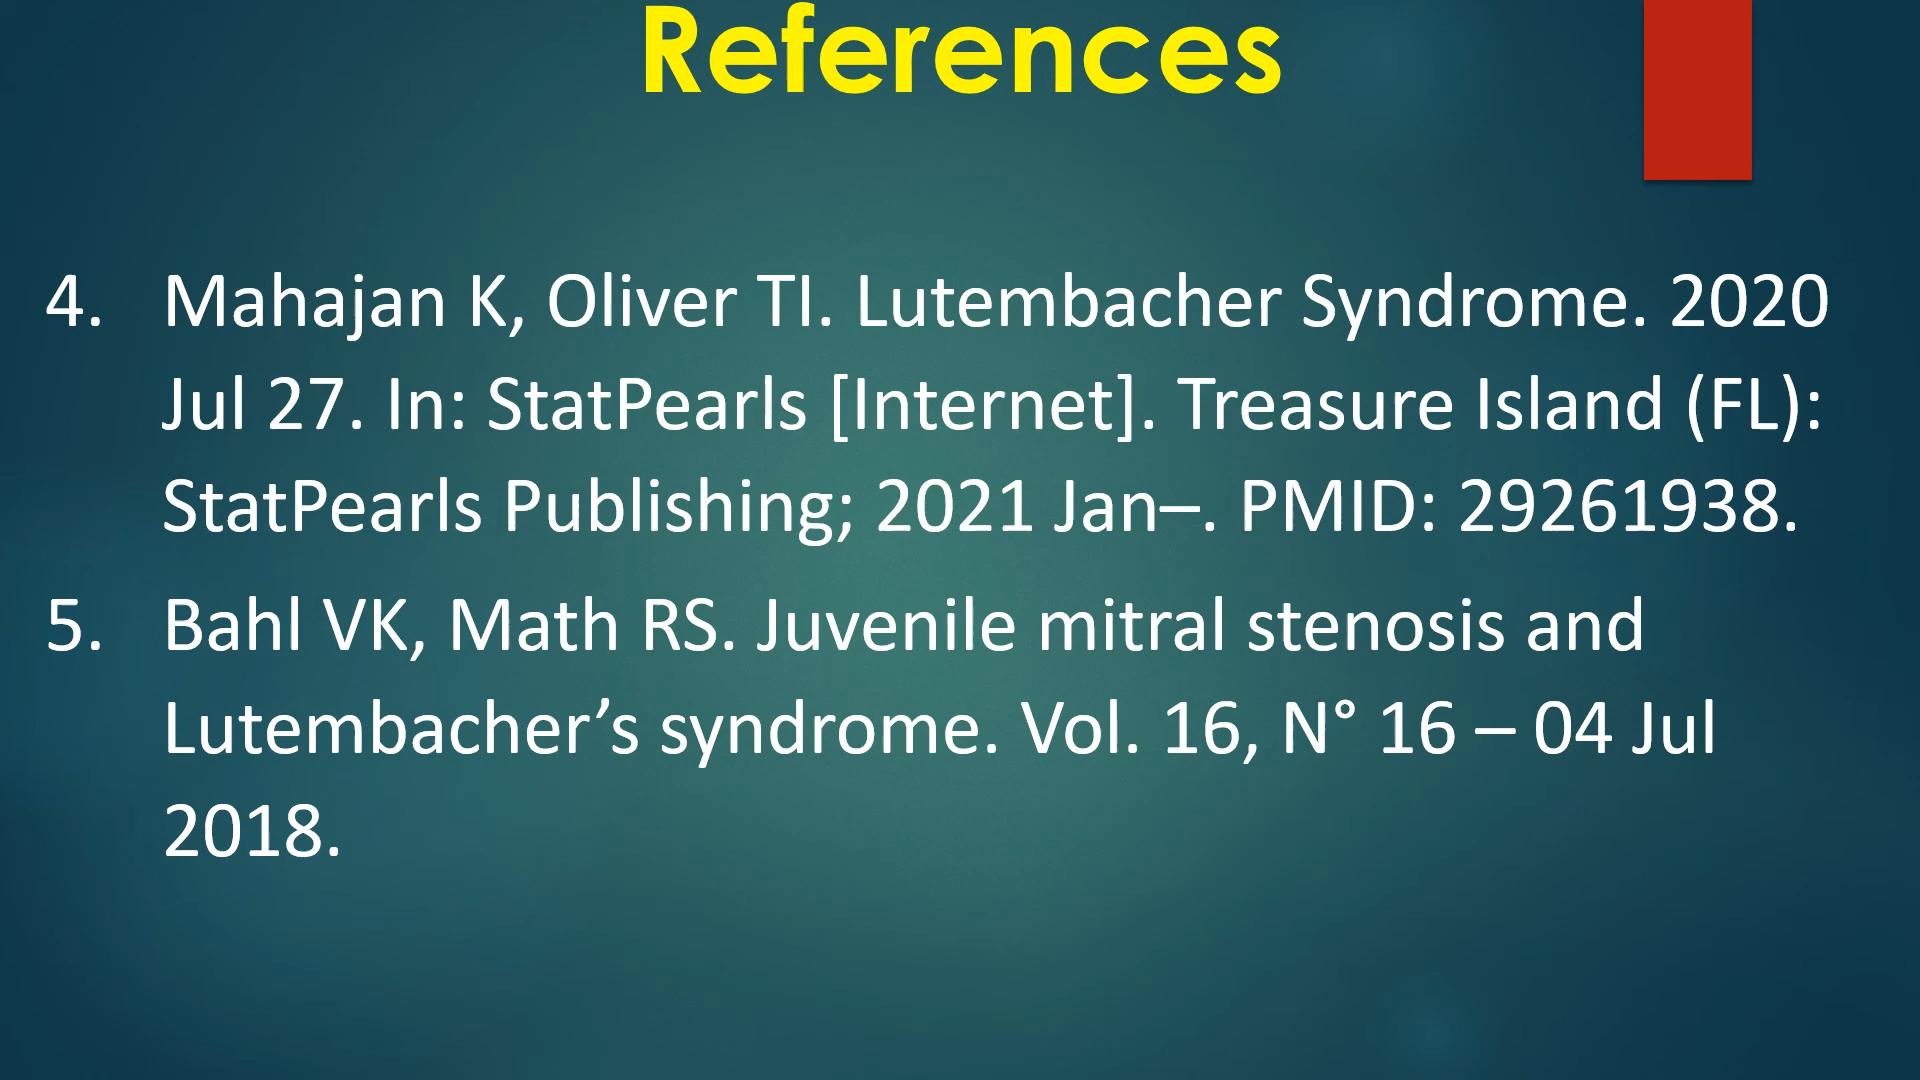 References
4. Mahajan K, Oliver TI. Lutembacher Syndrome. 2020
Jul 27. In: StatPearls [Internet]. Treasure Island (FL):
StatPearls Publishing; 2021 Jan–. PMID: 29261938.
5. Bahl VK, Math RS. Juvenile mitral stenosis and
Lutembacher’s syndrome. Vol. 16, N° 16 – 04 Jul
2018.